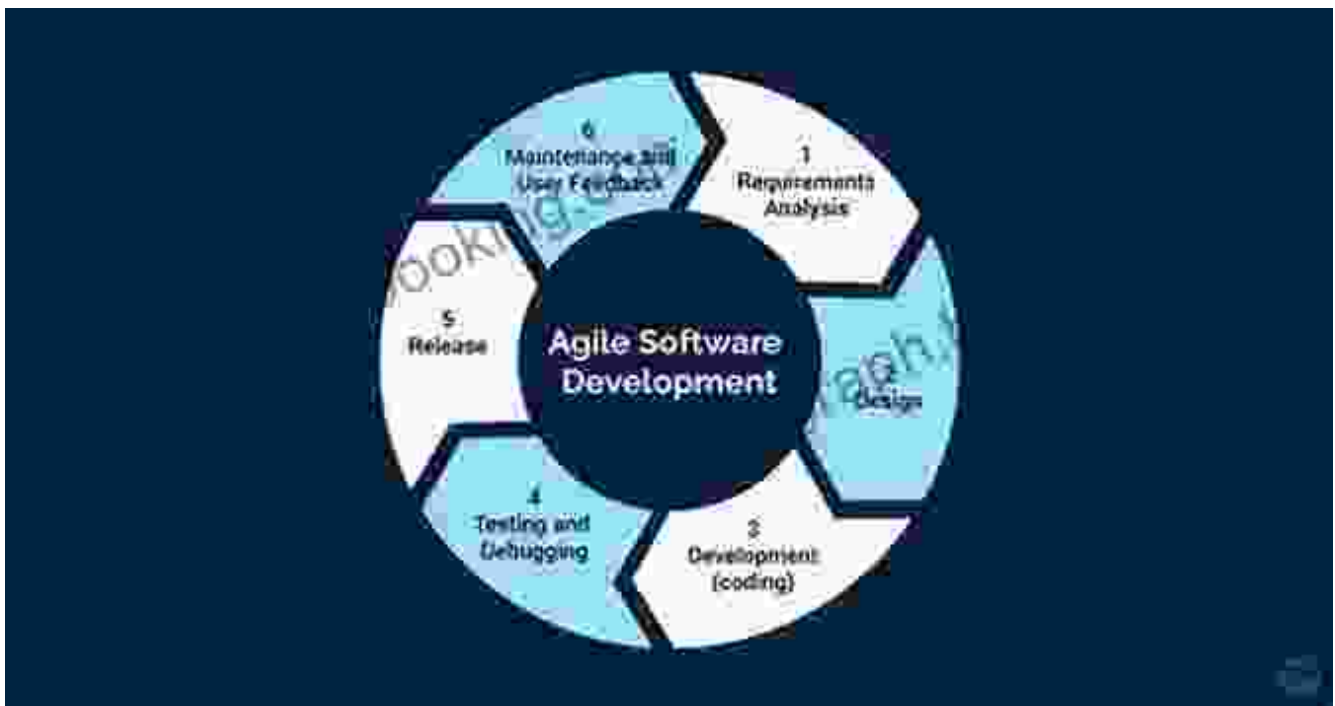 6
Maintenance and
User Feedback
1
Requirements
Analysis
5
Release
Agile Software
Development
Design
4
Testing and
Debugging
3
Development
(coding)